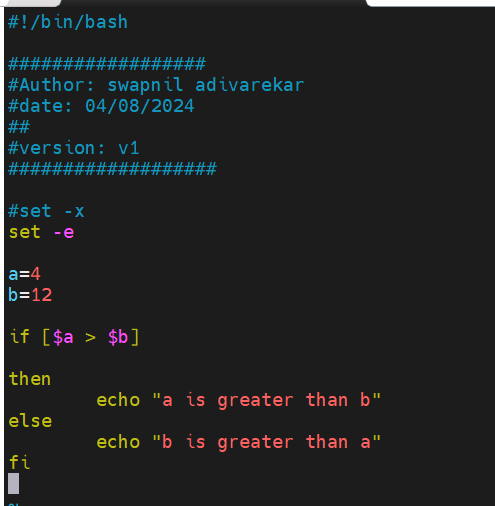 #!/bin/bash
##################
#Author: swapnil adivarekar
#date: 04/08/2024
##
#version: v1
###################
#set -x
set -e
a=4
b=12
if [$a > $b]
then
echo "a is greater than b"
else
echo "b is greater than a"
fi